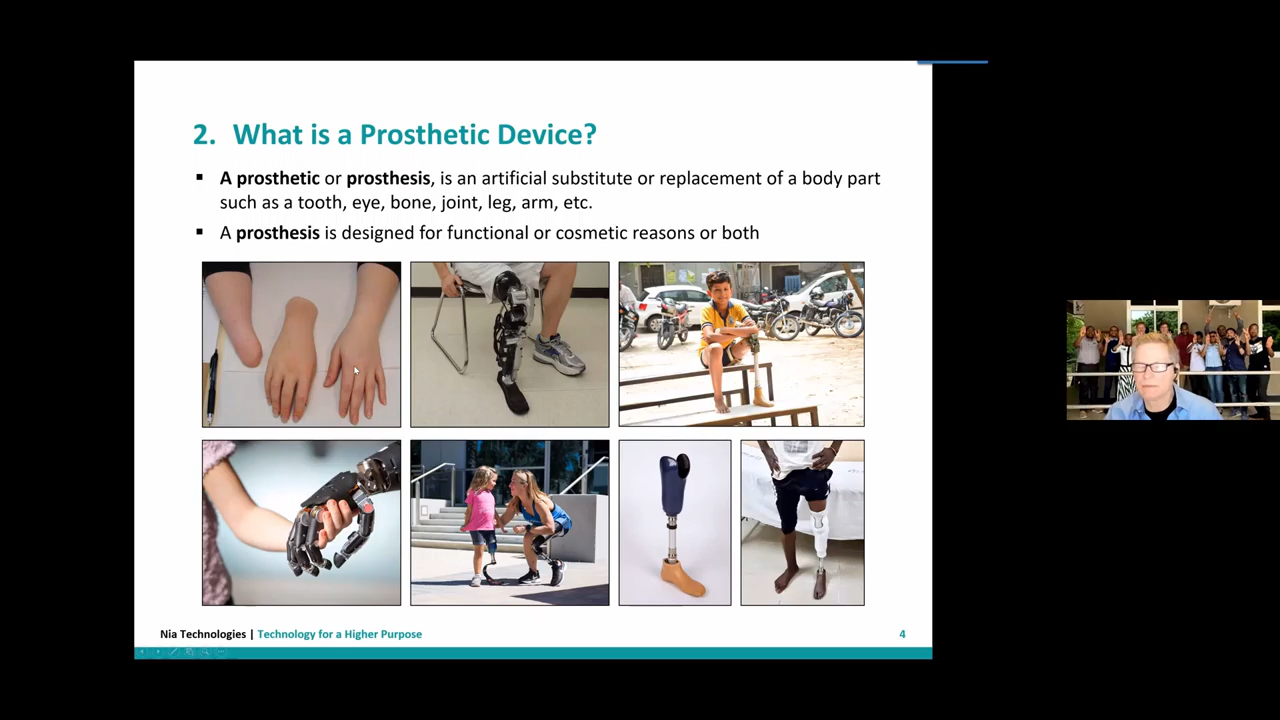 2. What is a Prosthetic Device?
▪ A prosthetic or prosthesis, is an artificial substitute or replacement of a body part
such as a tooth, eye, bone, joint, leg, arm, etc.
▪ A prosthesis is designed for functional or cosmetic reasons or both
Nia Technologies | Technology for a Higher Purpose
4